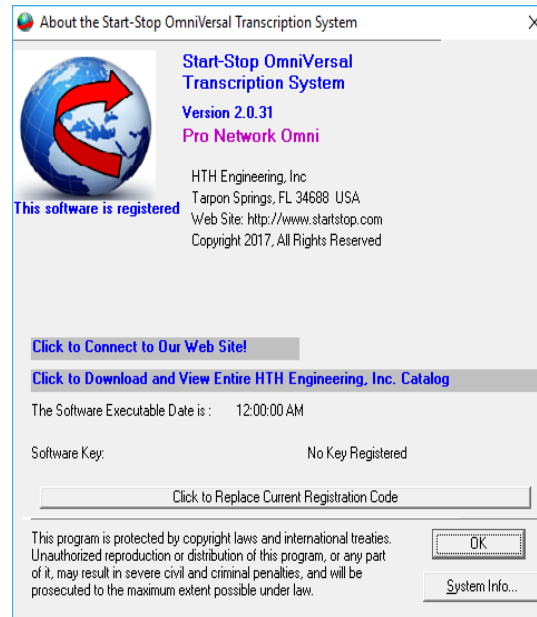 About the Start-Stop OmniVersal Transcription System
Start-Stop OmniVersal
Transcription System
Version 2.0.31
Pro Network Omni
This software is registered
HTH Engineering, Inc
Tarpon Springs, FL 34688 USA
Web Site: http://www.startstop.com
Copyright 2017, All Rights Reserved
Click to Connect to Our Web Site!
Click to Download and View Entire HTH Engineering, Inc. Catalog
The Software Executable Date is : 12:00:00 AM
Software Key: No Key Registered
Click to Replace Current Registration Code
This program is protected by copyright laws and international treaties.
Unauthorized reproduction or distribution of this program, or any part
of it, may result in severe civil and criminal penalties, and will be
prosecuted to the maximum extent possible under law.
OK
System Info...